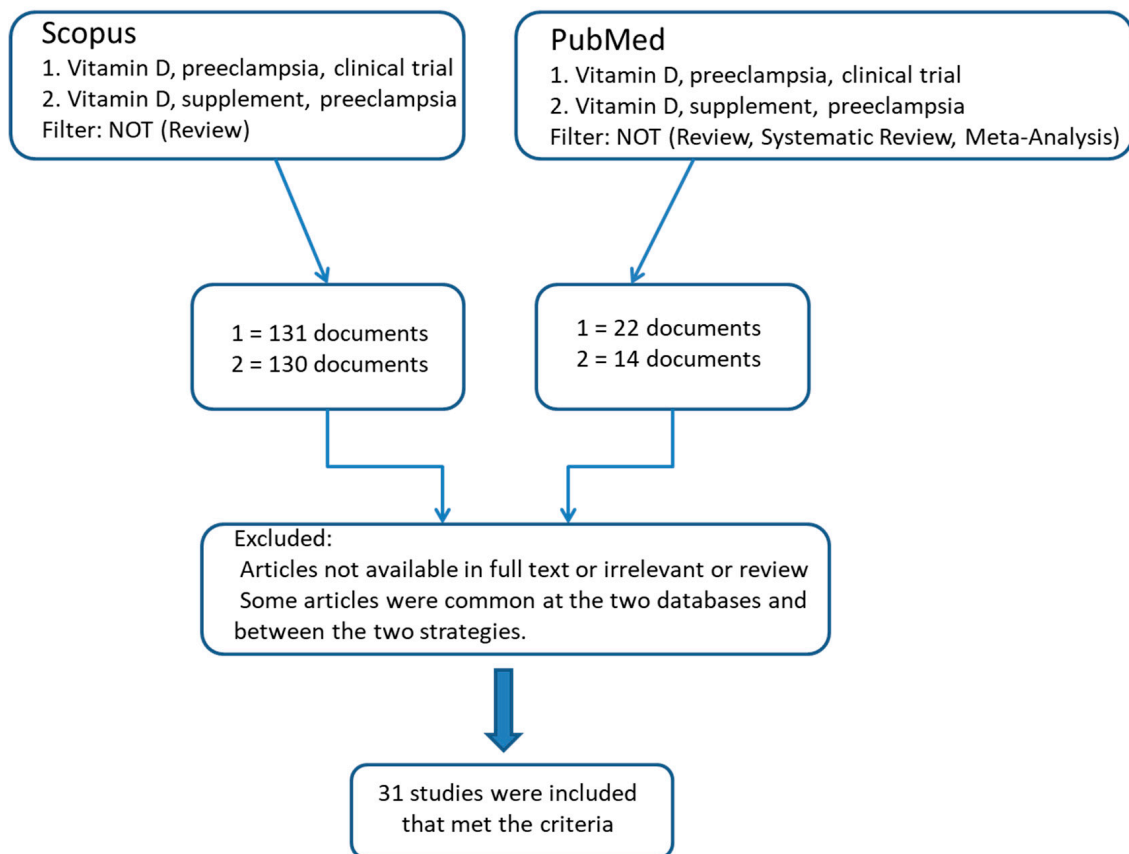 Scopus
1. Vitamin D, preeclampsia, clinical trial
2. Vitamin D, supplement, preeclampsia
Filter: NOT (Review)
PubMed
1. Vitamin D, preeclampsia, clinical trial
2. Vitamin D, supplement, preeclampsia
Filter: NOT (Review, Systematic Review, Meta-Analysis)
1 = 131 documents
2 = 130 documents
1 = 22 documents
2 = 14 documents
Excluded:
Articles not available in full text or irrelevant or review
Some articles were common at the two databases and
between the two strategies.
31 studies were included
that met the criteria